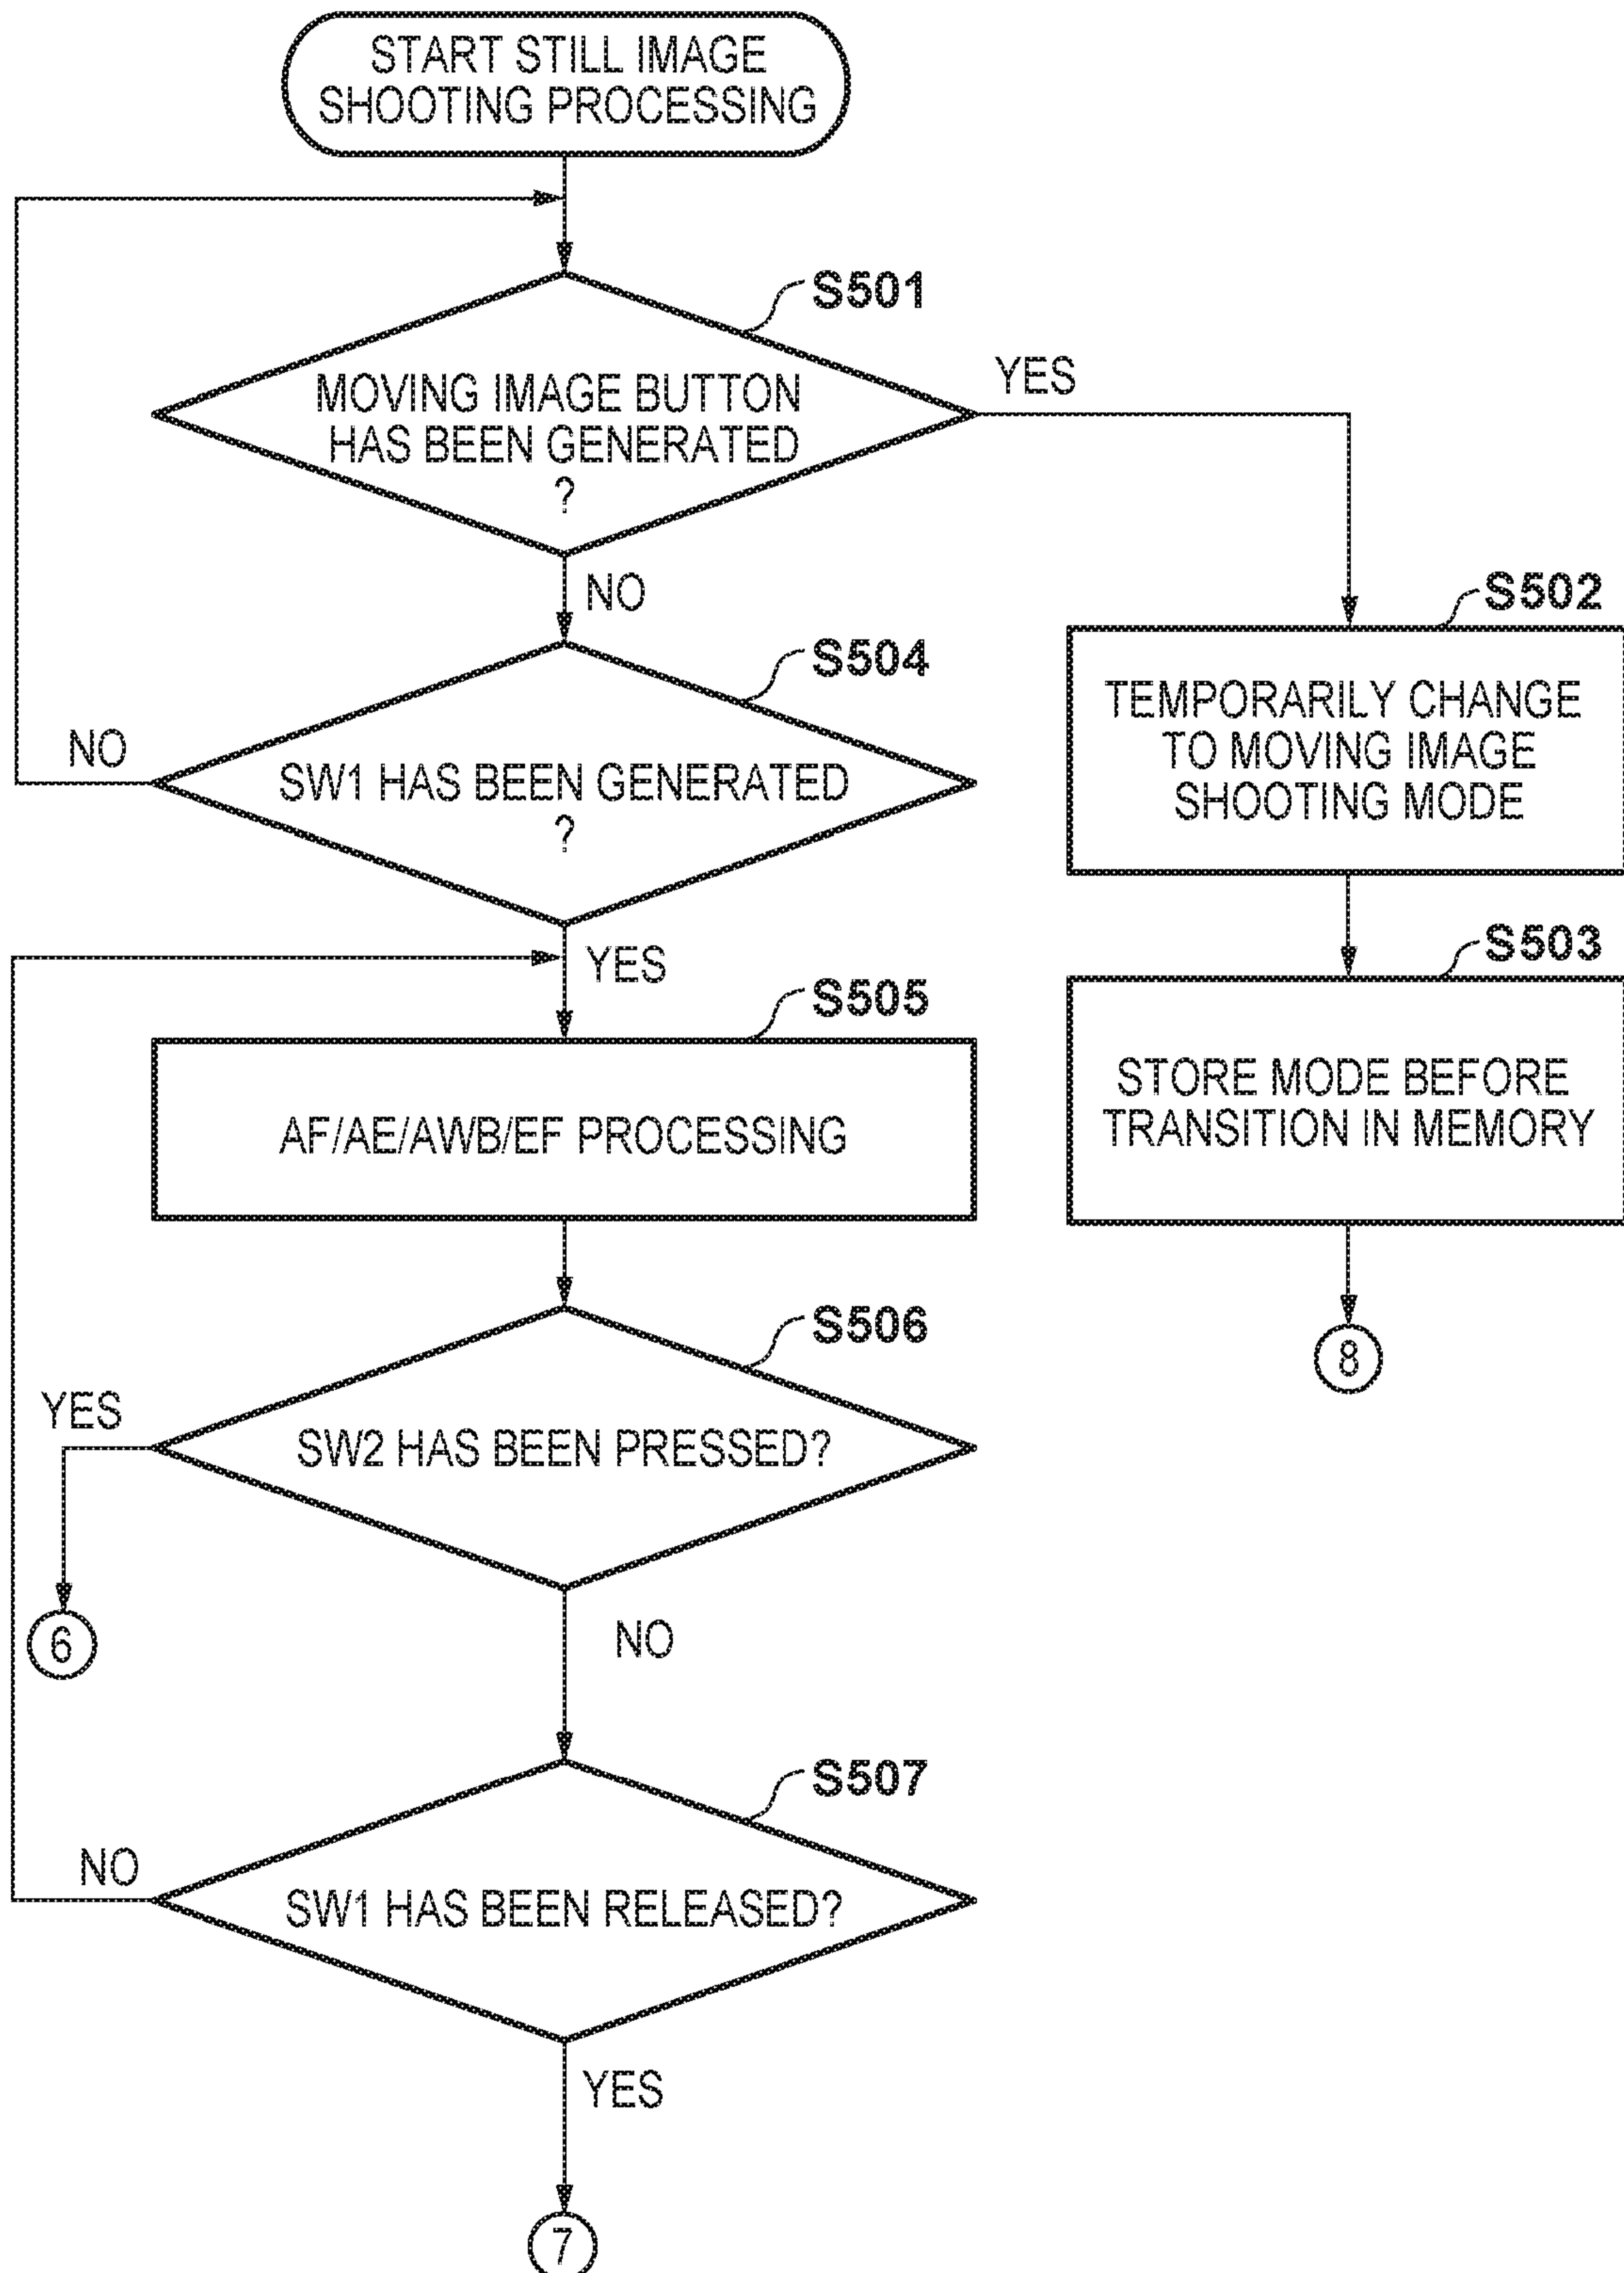 START STILL IMAGE
SHOOTING PROCESSING
S501
MOVING IMAGE BUTTON
HAS BEEN GENERATED
?
YES
NO
S502
TEMPORARILY CHANGE
TO MOVING IMAGE
SHOOTING MODE
S504
SW1 HAS BEEN GENERATED
?
NO
YES
S503
STORE MODE BEFORE
TRANSITION IN MEMORY
8
S505
AF/AE/AWB/EF PROCESSING
S506
SW2 HAS BEEN PRESSED?
YES
6
NO
S507
SW1 HAS BEEN RELEASED?
NO
YES
7